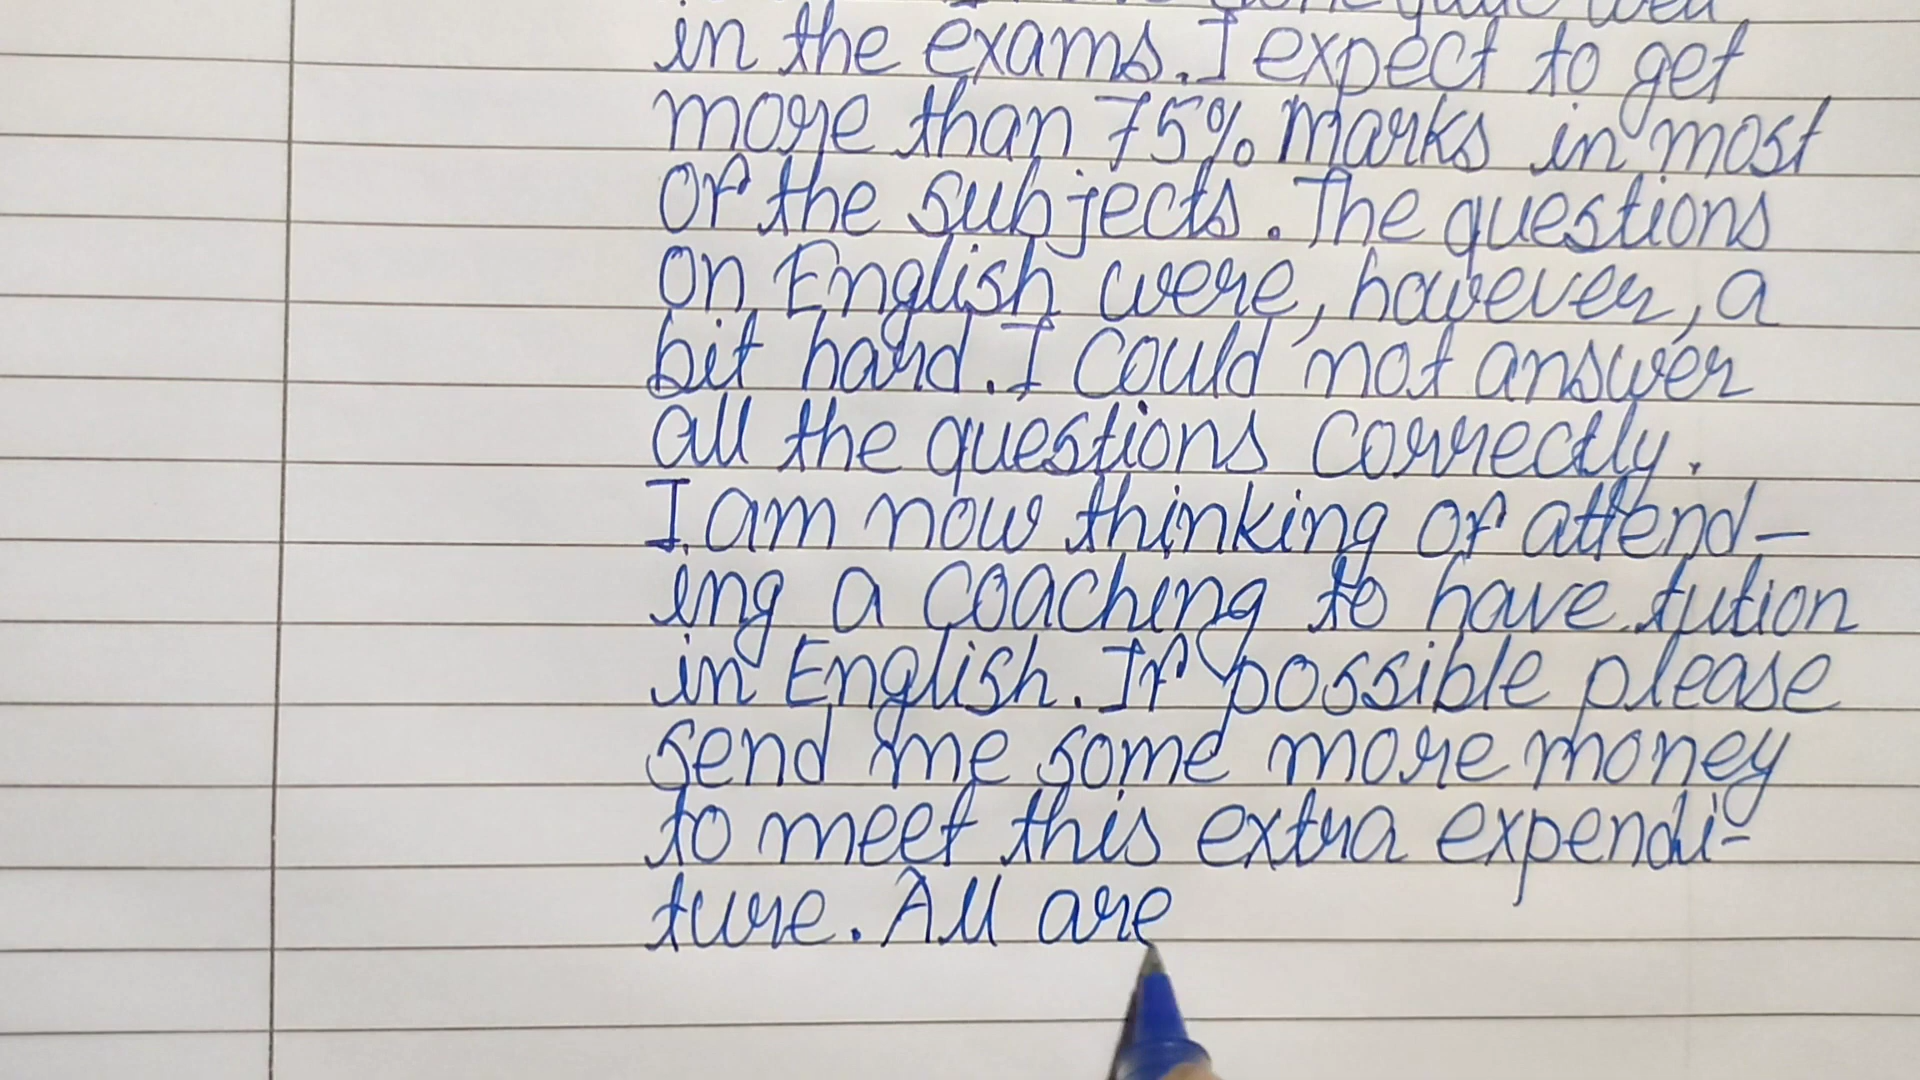 well
in the exams. I expect to get
more than 75% marks in most
of the subjects. The questions
on English were, however, a
bit hard. I could not answer
all the questions correctly.
I am now thinking of attend-
ing a coaching to have tution
in English. If possible please
send me some more money
to meet this extra expendi-
ture. All are